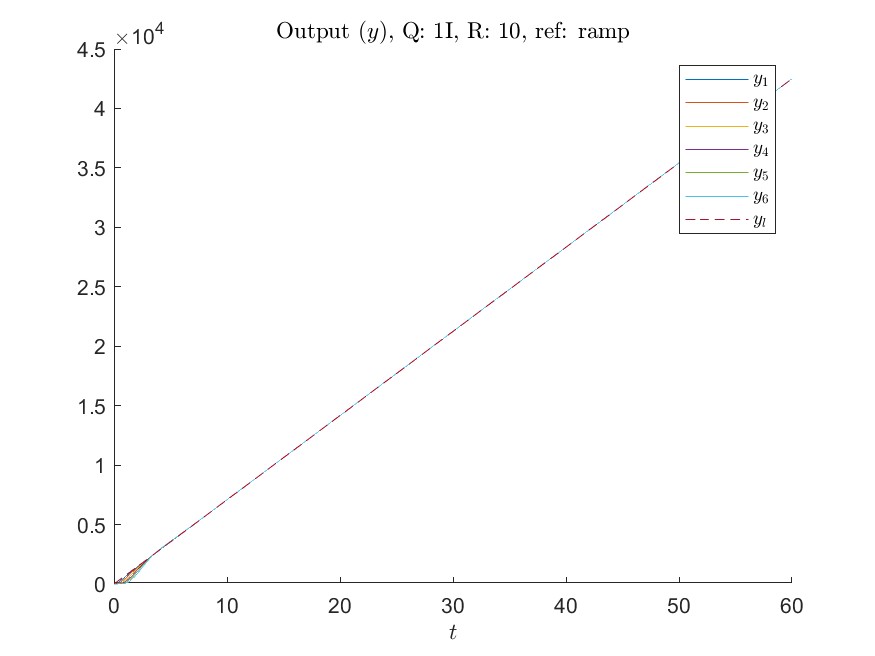 Output (y), Q: 1I, R: 10, ref: ramp
×10⁴
4.5
4
3.5
3
2.5
2
1.5
1
0.5
0
y₁
y₂
y₃
y₄
y₅
y₆
yₗ
0 10 20 30 40 50 60
t